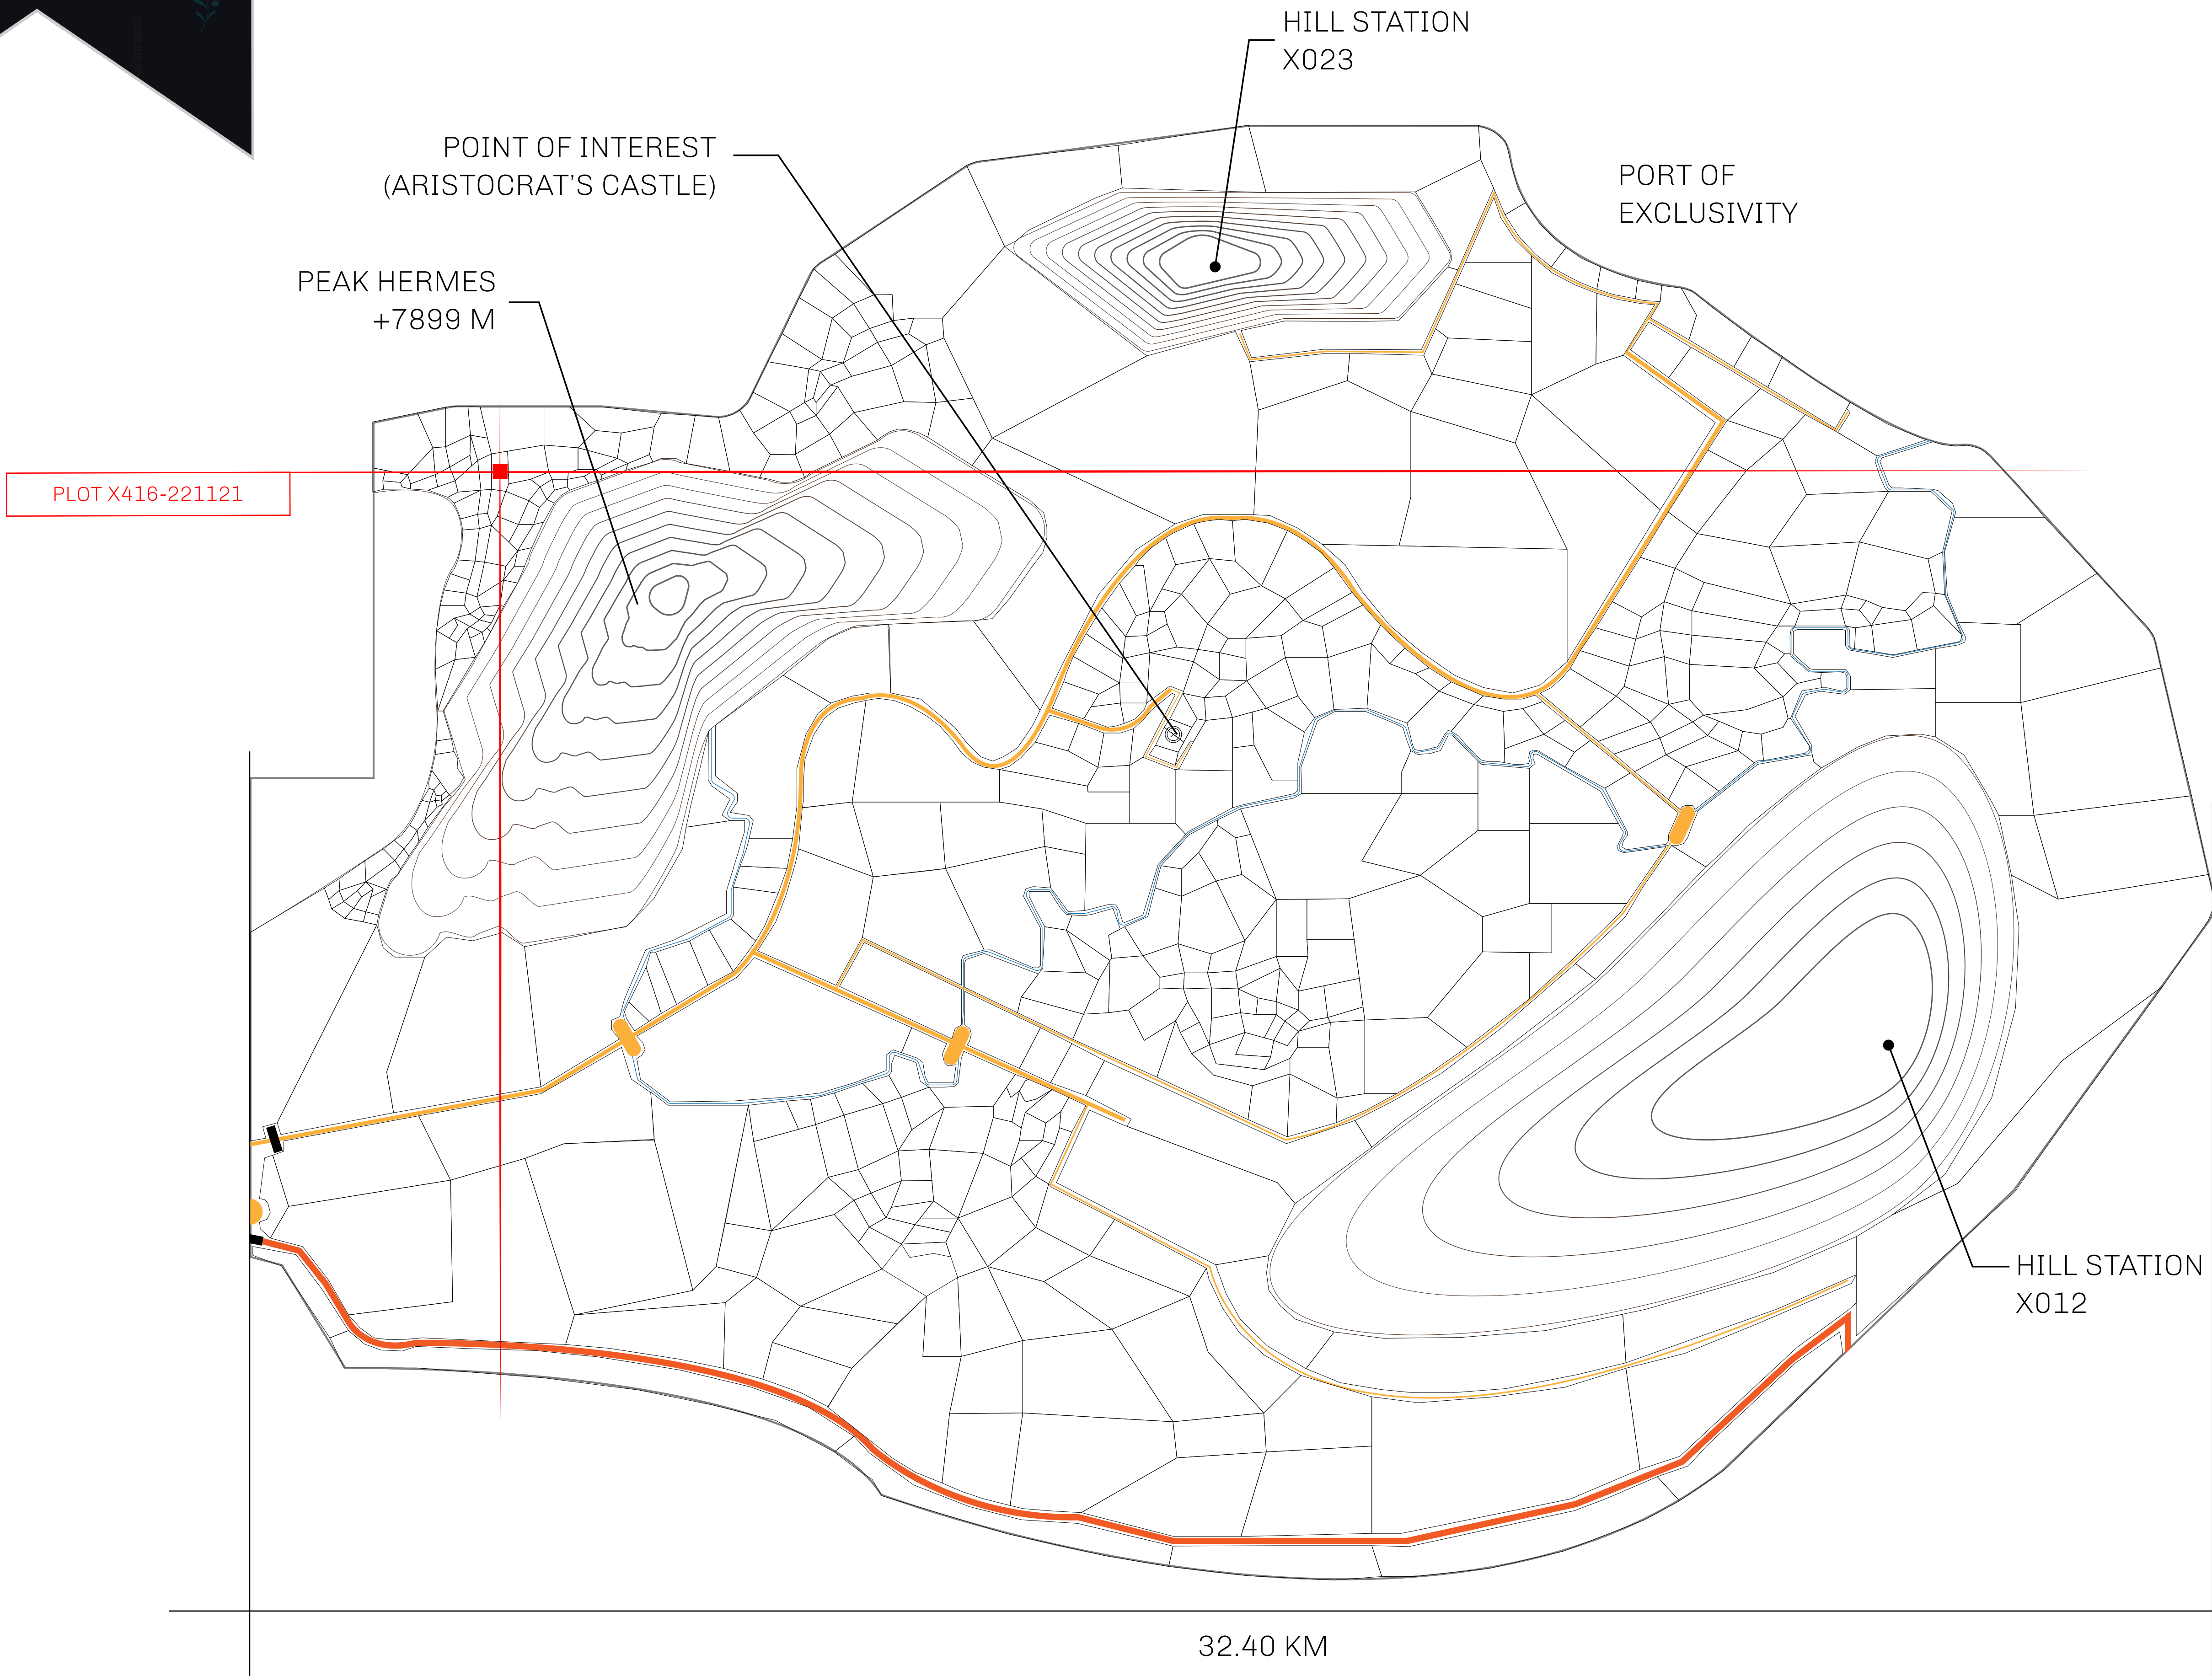 HILL STATION
X023
POINT OF INTEREST
(ARISTOCRAT'S CASTLE)
PORT OF
EXCLUSIVITY
PEAK HERMES
+7899 M
PLOT X416-221121
HILL STATION
X012
32.40 KM